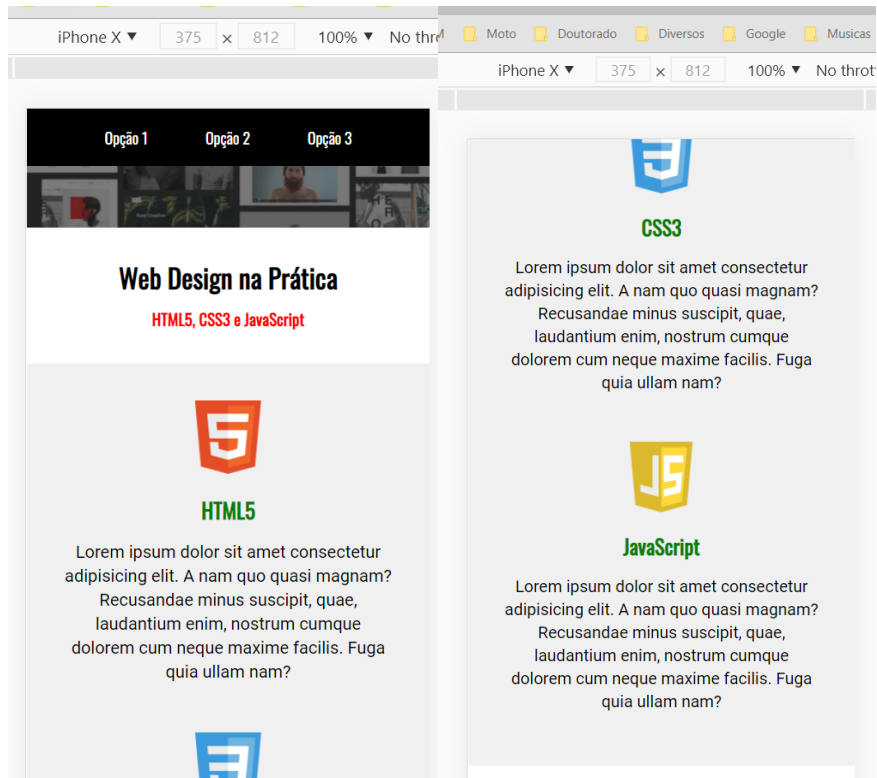 iPhone X ▼ 375 × 812 100% ▼ No thro
Opção 1 Opção 2 Opção 3
Web Design na Prática
HTML5, CSS3 e JavaScript
5
HTML5
Lorem ipsum dolor sit amet consectetur
adipisicing elit. A nam quo quasi magnam?
Recusandae minus suscipit, quae,
laudantium enim, nostrum cumque
dolorem cum neque maxime facilis. Fuga
quia ullam nam?
Moto Doutorado Diversos Google Musicas
iPhone X ▼ 375 × 812 100% ▼ No thrott
3
CSS3
Lorem ipsum dolor sit amet consectetur
adipisicing elit. A nam quo quasi magnam?
Recusandae minus suscipit, quae,
laudantium enim, nostrum cumque
dolorem cum neque maxime facilis. Fuga
quia ullam nam?
JS
JavaScript
Lorem ipsum dolor sit amet consectetur
adipisicing elit. A nam quo quasi magnam?
Recusandae minus suscipit, quae,
laudantium enim, nostrum cumque
dolorem cum neque maxime facilis. Fuga
quia ullam nam?